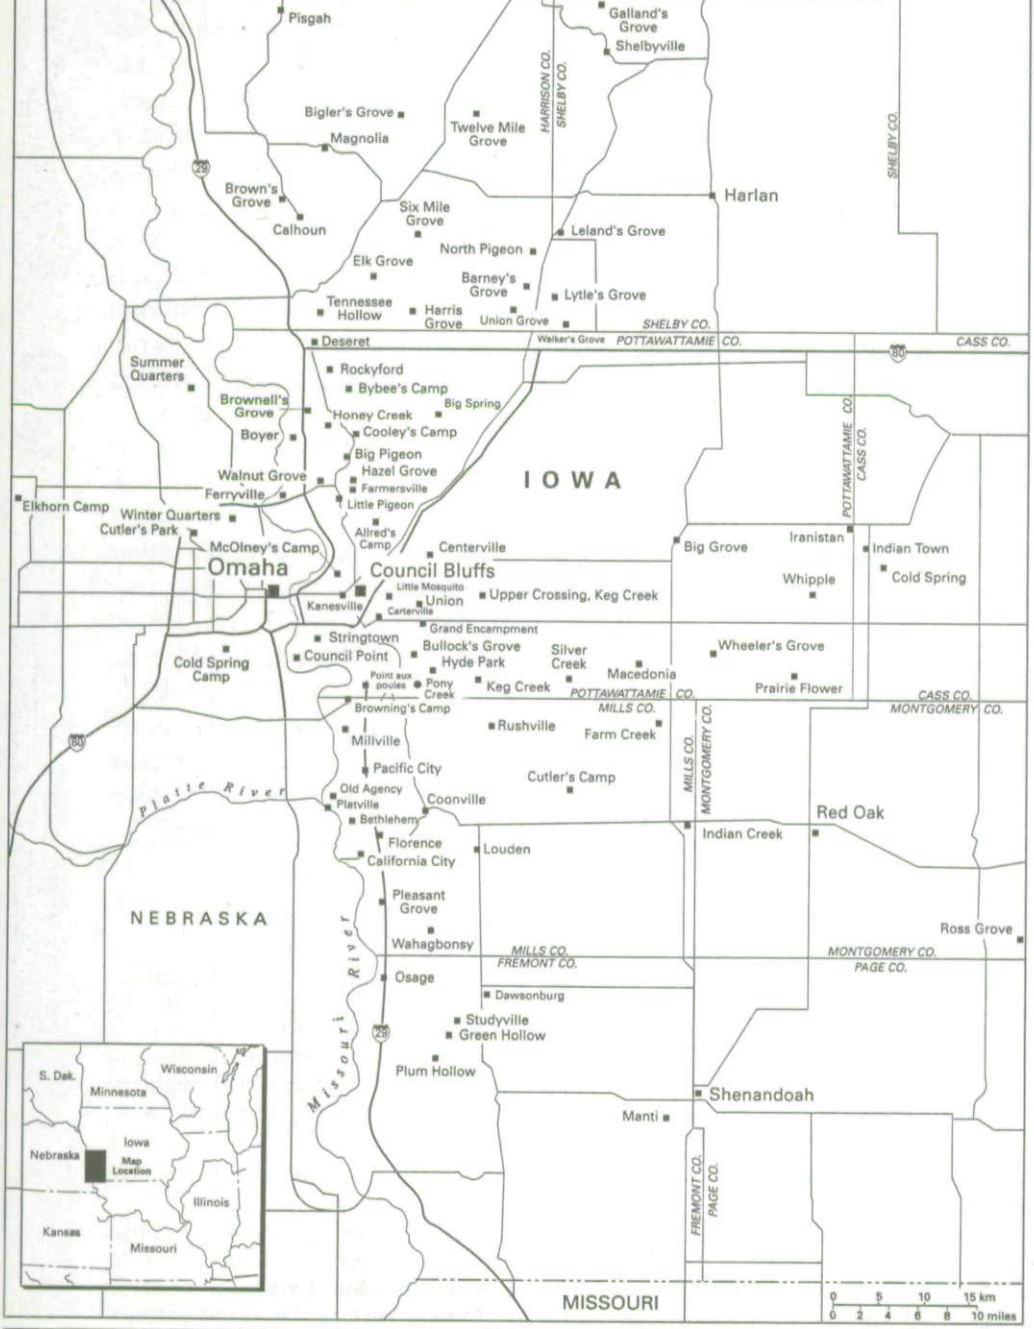 Pisgah
Galland's
Grove
Shelbyville
HARRISON CO.
SHELBY CO.
SHELBY CO.
Bigler's Grove
Twelve Mile
Grove
Magnolia
29
Brown's
Grove
Calhoun
Harlan
Six Mile
Grove
Leland's Grove
North Pigeon
Elk Grove
Barney's
Grove
Lytle's Grove
Tennessee
Hollow
Harris
Grove
Union Grove
SHELBY CO.
Deseret
Walker's Grove
POTTAWATTAMIE CO.
CASS CO.
80
Summer
Quarters
Rockyford
Bybee's Camp
Brownell's
Grove
Big Spring
Honey Creek
Boyer
Cooley's Camp
POTTAWATTAMIE CO.
CASS CO.
Big Pigeon
Hazel Grove
Walnut Grove
IOWA
Farmersville
Ferryville
Little Pigeon
Elkhorn Camp
Winter Quarters
Cutler's Park
Allred's
Camp
Iranistan
McOlney's Camp
Centerville
Big Grove
Indian Town
Omaha
Council Bluffs
Whipple
Cold Spring
Little Mosquito
Kanesville
Union
Upper Crossing, Keg Creek
Carterville
Grand Encampment
Stringtown
Bullock's Grove
Silver
Creek
Wheeler's Grove
Council Point
Hyde Park
Cold Spring
Camp
Macedonia
Point aux
poules
Pony
Creek
Keg Creek
Prairie Flower
POTTAWATTAMIE CO.
CASS CO.
Browning's Camp
MILLS CO.
MONTGOMERY CO.
Rushville
Farm Creek
Millville
80
MILLS CO.
MONTGOMERY CO.
Pacific City
Cutler's Camp
Platte River
Old Agency
Platville
Coonville
Bethlehem
Red Oak
Florence
Indian Creek
California City
Louden
Pleasant
Grove
NEBRASKA
Ross Grove
Wahagbonsy
MILLS CO.
FREMONT CO.
MONTGOMERY CO.
PAGE CO.
Missouri River
Osage
Dawsonburg
Studyville
29
Green Hollow
Plum Hollow
S. Dak.
Wisconsin
Minnesota
Shenandoah
Manti
Iowa
Nebraska
Map
Location
FREMONT CO.
PAGE CO.
Illinois
Kansas
Missouri
MISSOURI
0 5 10 15 km
0 2 4 6 8 10 miles